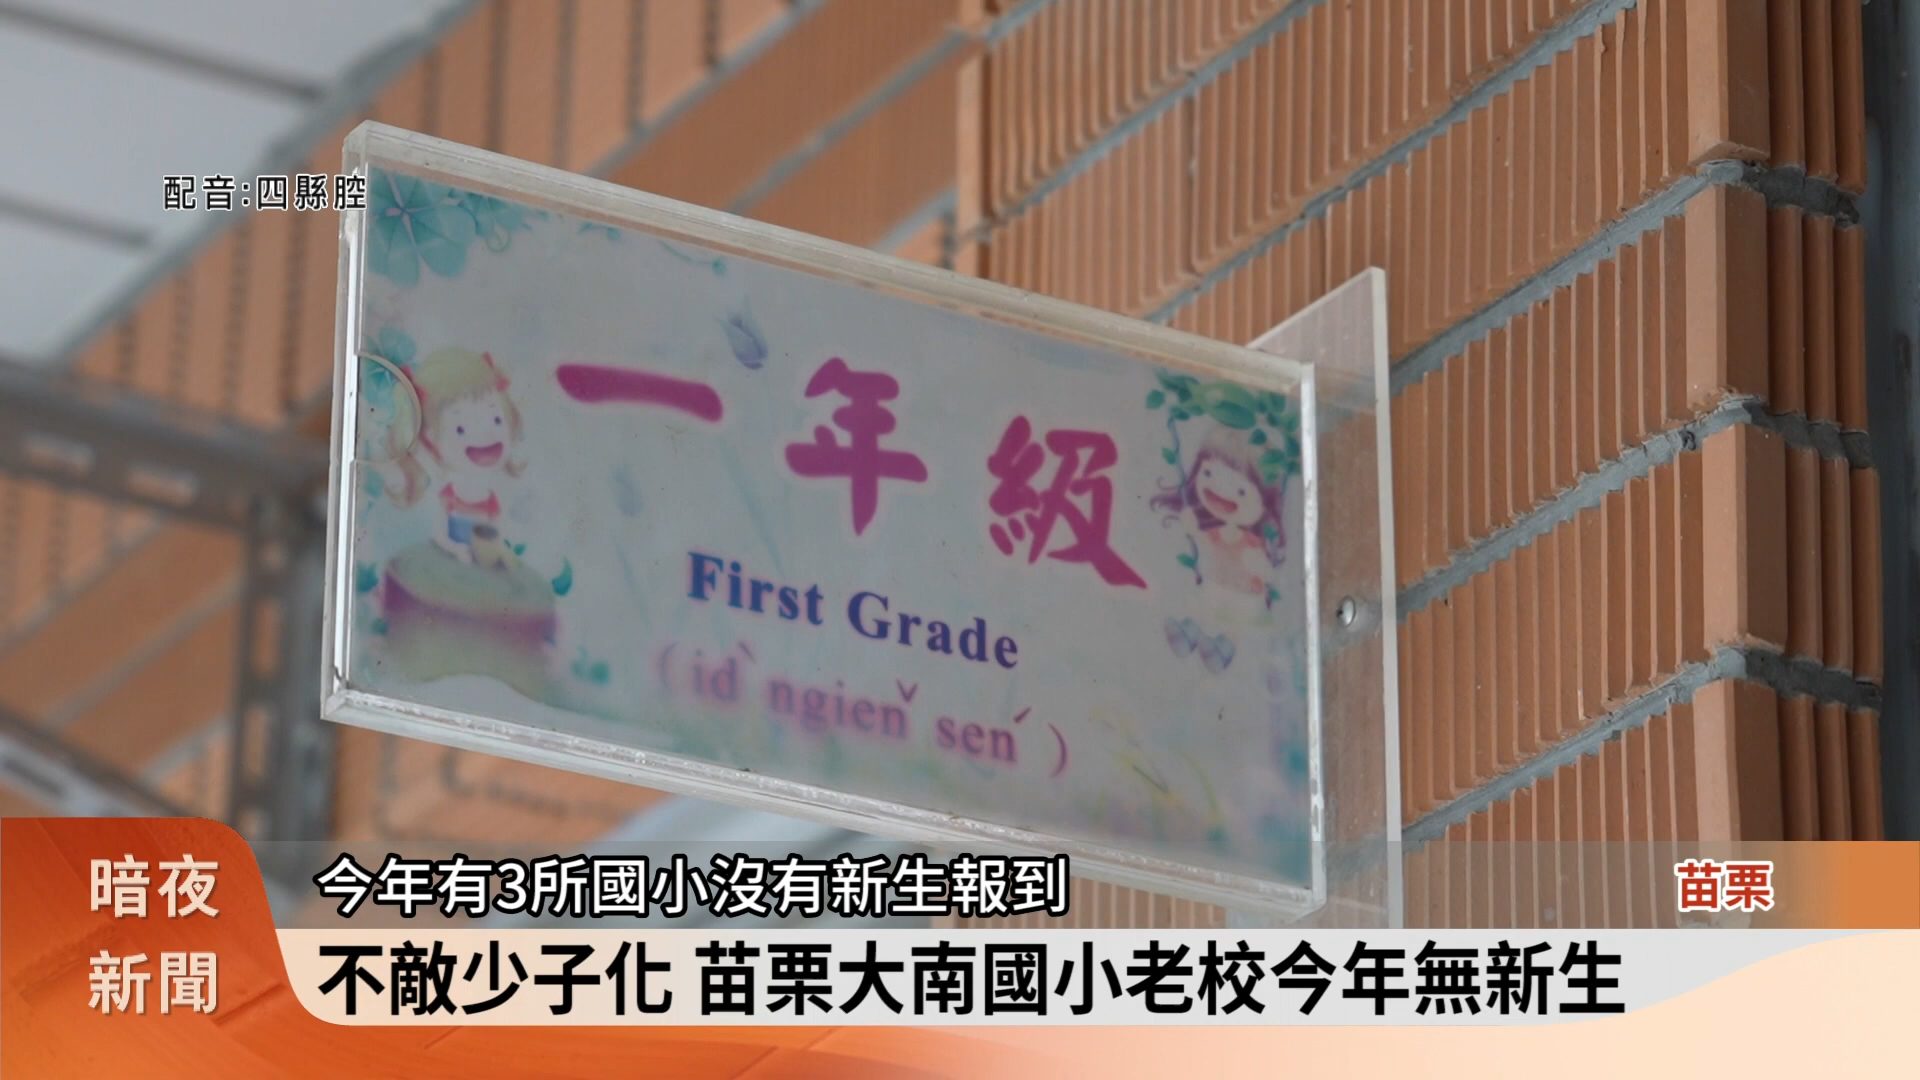 配音:四縣腔
一年級
First Grade
(idˋ ngienˇ senˊ)
暗夜
新聞
今年有3所國小沒有新生報到
苗栗
不敵少子化 苗栗大南國小老校今年無新生